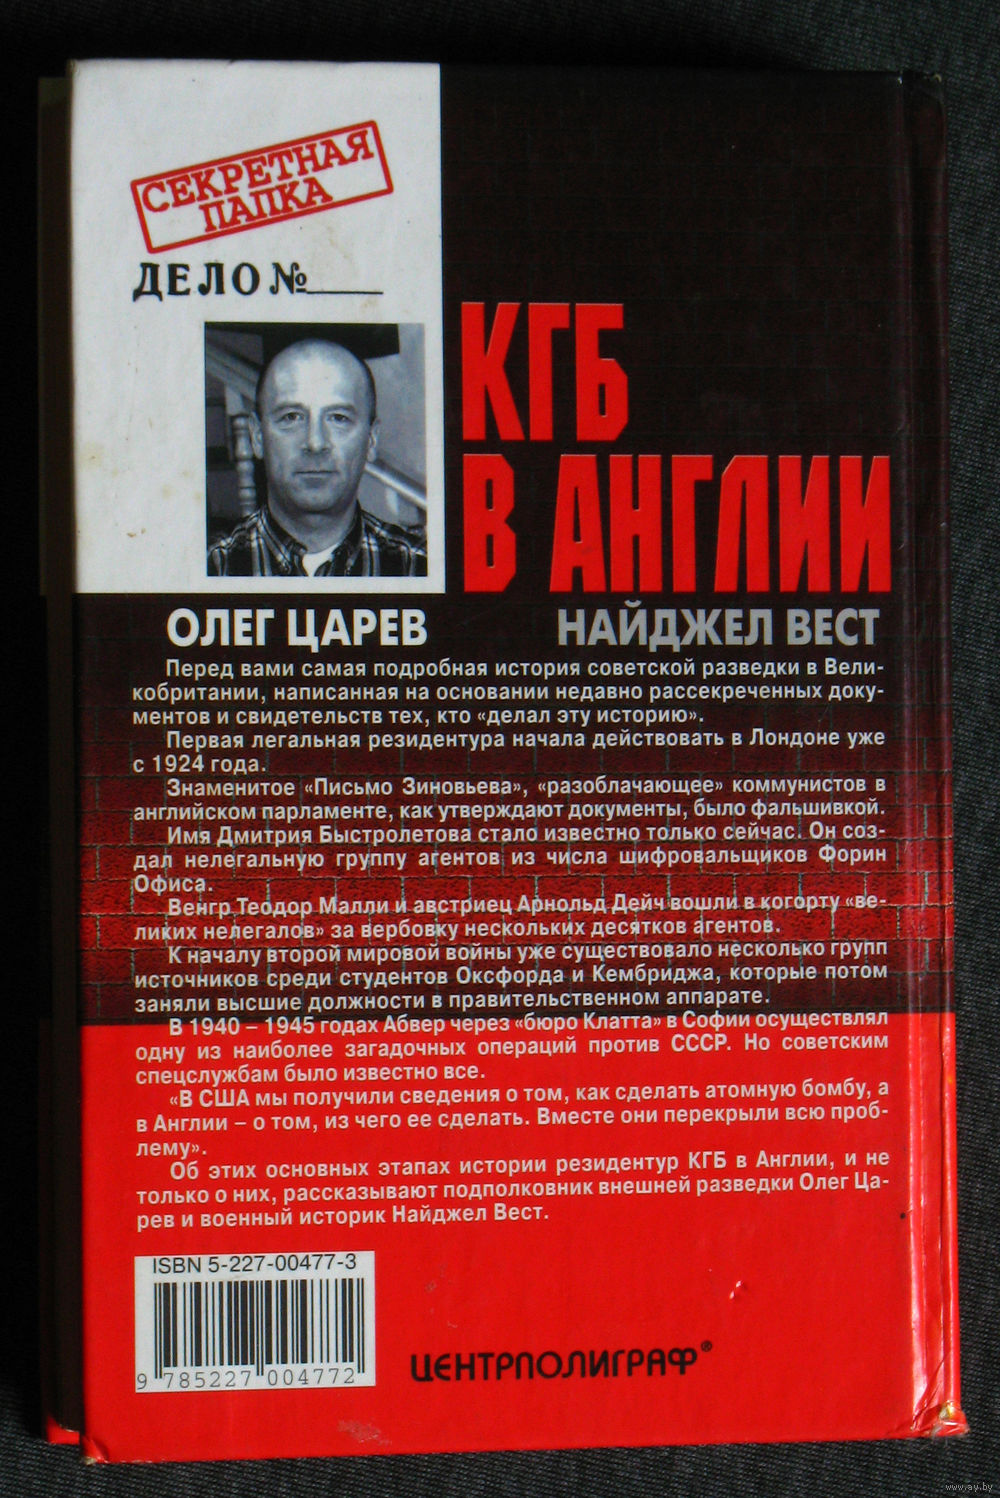 СЕКРЕТНАЯ
ПАПКА
ДЕЛО №
КГБ
В АНГЛИИ
ОЛЕГ ЦАРЕВ
НАЙДЖЕЛ ВЕСТ
Перед вами самая подробная история советской разведки в Вели-
кобритании, написанная на основании недавно рассекреченных доку-
ментов и свидетельств тех, кто «делал эту историю».
Первая легальная резидентура начала действовать в Лондоне уже
с 1924 года.
Знаменитое «Письмо Зиновьева», «разоблачающее» коммунистов в
английском парламенте, как утверждают документы, было фальшивкой.
Имя Дмитрия Быстролетова стало известно только сейчас. Он соз-
дал нелегальную группу агентов из числа шифровальщиков Форин
Офиса.
Венгр Теодор Малли и австриец Арнольд Дейч вошли в когорту «ве-
ликих нелегалов» за вербовку нескольких десятков агентов.
К началу второй мировой войны уже существовало несколько групп
источников среди студентов Оксфорда и Кембриджа, которые потом
заняли высшие должности в правительственном аппарате.
В 1940 – 1945 годах Абвер через «бюро Клатта» в Софии осуществлял
одну из наиболее загадочных операций против СССР. Но советским
спецслужбам было известно все.
«В США мы получили сведения о том, как сделать атомную бомбу, а
в Англии – о том, из чего ее сделать. Вместе они перекрыли всю проб-
лему».
Об этих основных этапах истории резидентур КГБ в Англии, и не
только о них, рассказывают подполковник внешней разведки Олег Ца-
рев и военный историк Найджел Вест.
ISBN 5-227-00477-3
9 785227 004772
ЦЕНТРПОЛИГРАФ®
www.ay.by